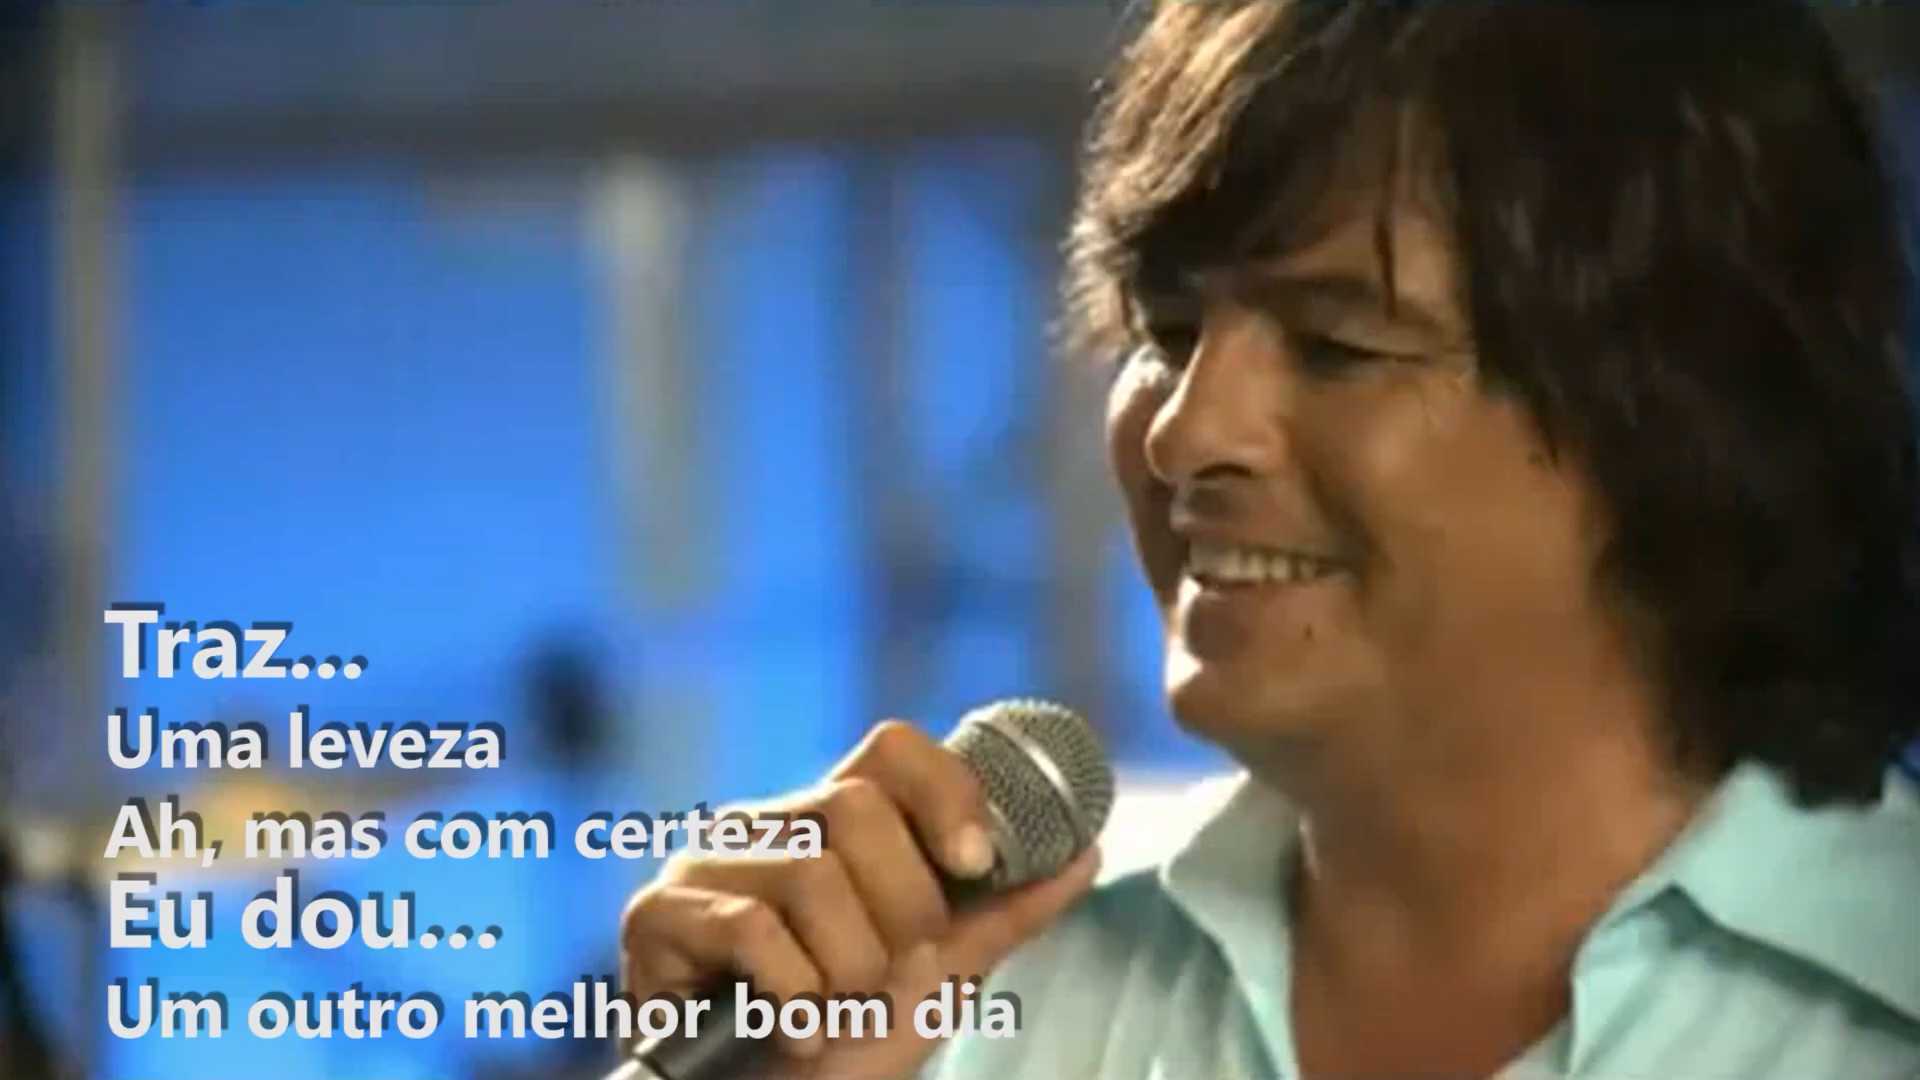 Traz...
Uma leveza
Ah, mas com certeza
Eu dou...
Um outro melhor bom dia